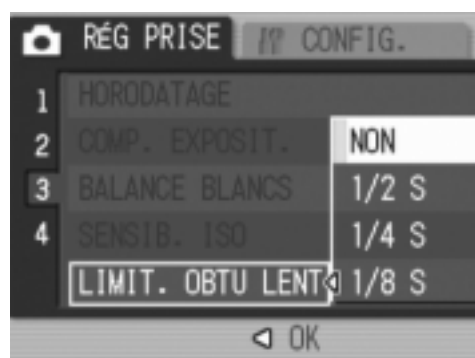 RÉG PRISE CONFIG.
1 HORODATAGE
2 COMP. EXPOSIT. NON
3 BALANCE BLANCS 1/2 S
4 SENSIB. ISO 1/4 S
LIMIT. OBTU LENT 1/8 S
OK